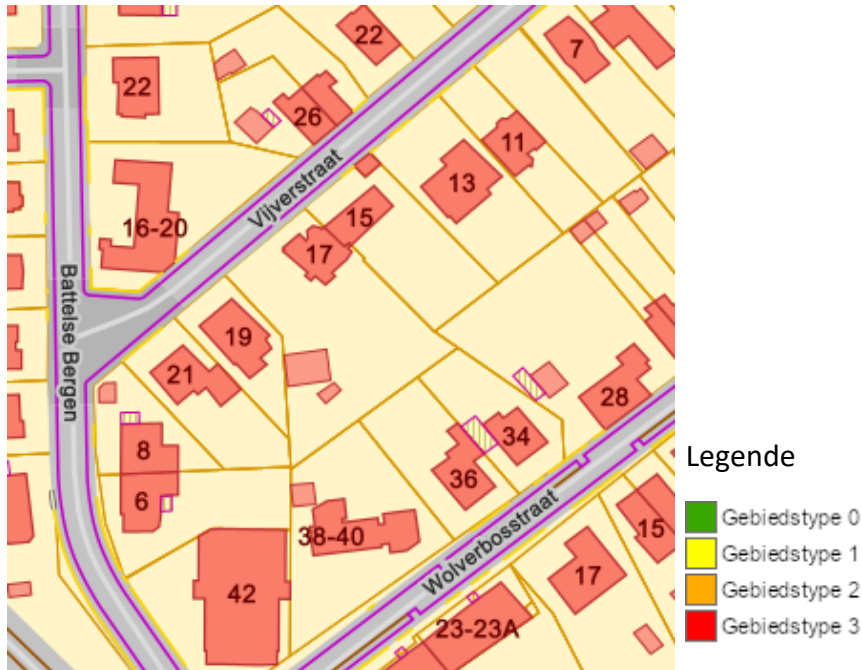 22
7
22
26
11
13
Vijverstraat
15
16-20
17
Battelse Bergen
19
21
28
8
34
36
6
38-40
Wolverbosstraat
15
42
17
23-23A
Legende
Gebiedstype 0
Gebiedstype 1
Gebiedstype 2
Gebiedstype 3